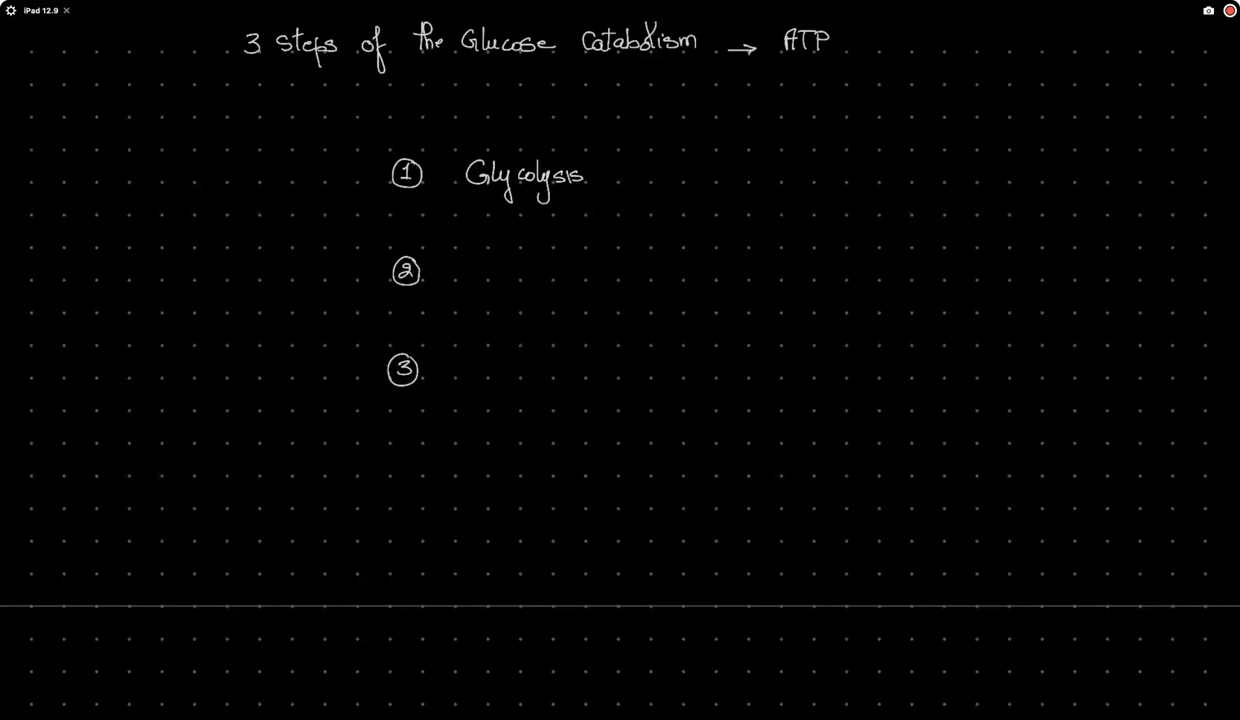 iPad 12.9
3 steps of the Glucose Catabolism → ATP
1 Glycolysis
2
3